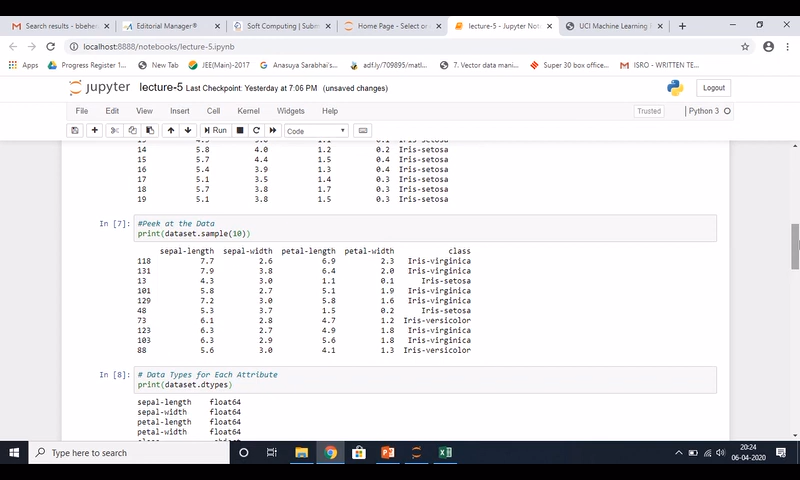 Search results - bbehei
Editorial Manager®
Soft Computing | Subm
Home Page - Select or
lecture-5 - Jupyter Not
UCI Machine Learning
localhost:8888/notebooks/lecture-5.ipynb
Apps
Progress Register 1
New Tab
JEE(Main)-2017
Anasuya Sarabhai's
adf.ly/709895/matl
7. Vector data mani
Super 30 box office
ISRO - WRITTEN TE
jupyter lecture-5 Last Checkpoint: Yesterday at 7:06 PM (unsaved changes)
Logout
File Edit View Insert Cell Kernel Widgets Help
Trusted
Python 3
Run
Code
14 5.8 4.0 1.2 0.2 Iris-setosa
15 5.7 4.4 1.5 0.4 Iris-setosa
16 5.4 3.9 1.3 0.4 Iris-setosa
17 5.1 3.5 1.4 0.3 Iris-setosa
18 5.7 3.8 1.7 0.3 Iris-setosa
19 5.1 3.8 1.5 0.3 Iris-setosa
In [7]:
#Peek at the Data
print(dataset.sample(10))
sepal-length sepal-width petal-length petal-width class
118 7.7 2.6 6.9 2.3 Iris-virginica
131 7.9 3.8 6.4 2.0 Iris-virginica
13 4.3 3.0 1.1 0.1 Iris-setosa
101 5.8 2.7 5.1 1.9 Iris-virginica
129 7.2 3.0 5.8 1.6 Iris-virginica
48 5.3 3.7 1.5 0.2 Iris-setosa
73 6.1 2.8 4.7 1.2 Iris-versicolor
123 6.3 2.7 4.9 1.8 Iris-virginica
103 6.3 2.9 5.6 1.8 Iris-virginica
88 5.6 3.0 4.1 1.3 Iris-versicolor
In [8]:
# Data Types for Each Attribute
print(dataset.dtypes)
sepal-length float64
sepal-width float64
petal-length float64
petal-width float64
Type here to search
20:24
06-04-2020